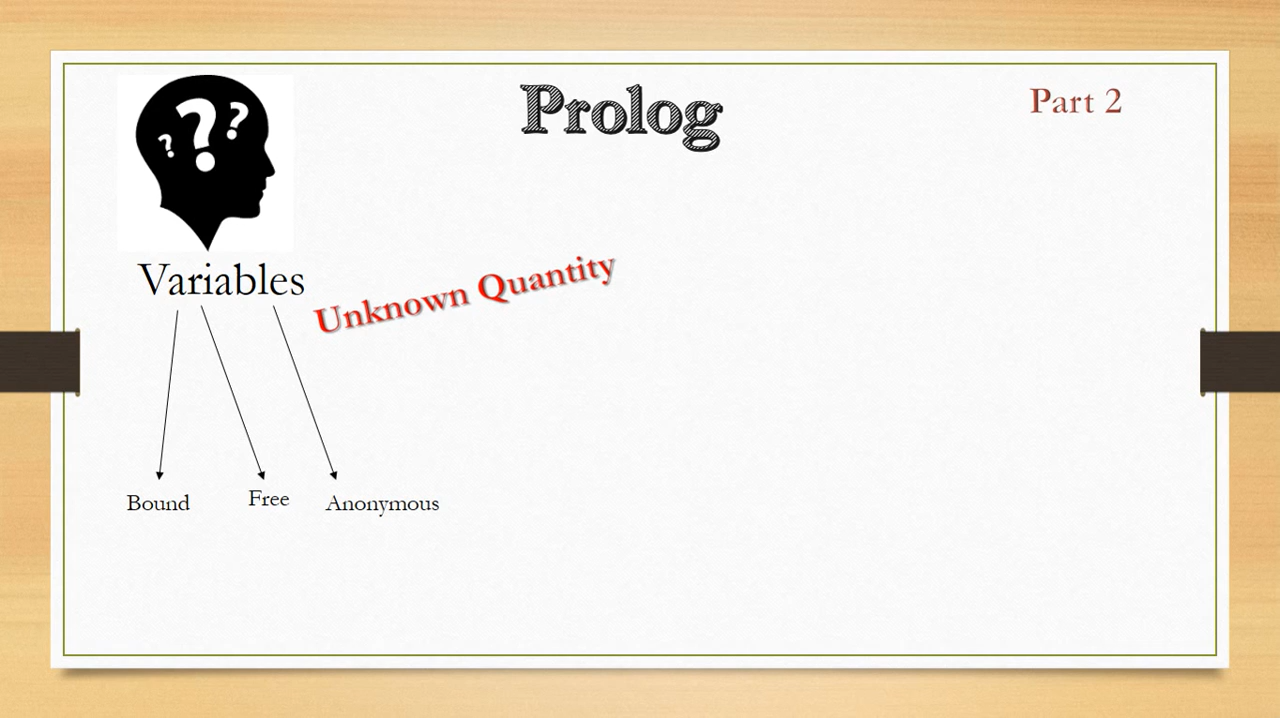 Prolog
Part 2
Variables
Unknown Quantity
Bound
Free
Anonymous